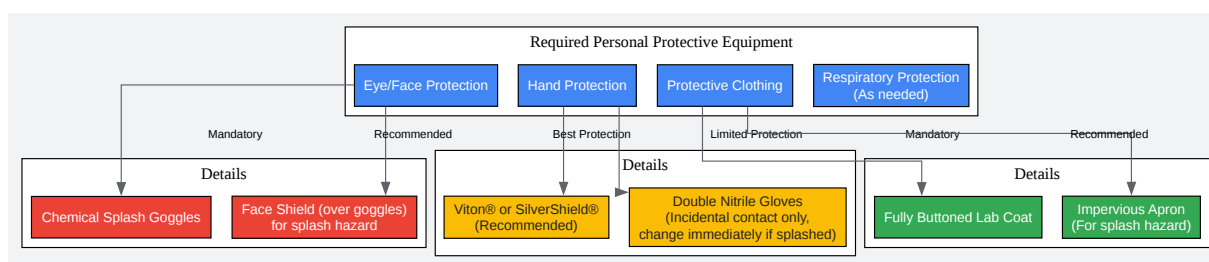 Required Personal Protective Equipment
Eye/Face Protection
Hand Protection
Protective Clothing
Respiratory Protection
(As needed)
Mandatory
Recommended
Best Protection
Limited Protection
Mandatory
Recommended
Details
Chemical Splash Goggles
Face Shield (over goggles)
for splash hazard
Details
Viton® or SilverShield®
(Recommended)
Double Nitrile Gloves
(Incidental contact only,
change immediately if splashed)
Details
Fully Buttoned Lab Coat
Impervious Apron
(For splash hazard)